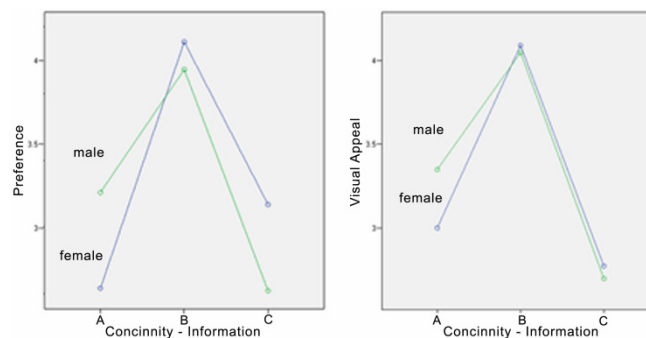 Preference
4
3.5
3
male
female
A B C
Concinnity - Information
Visual Appeal
4
3.5
3
male
female
A B C
Concinnity - Information